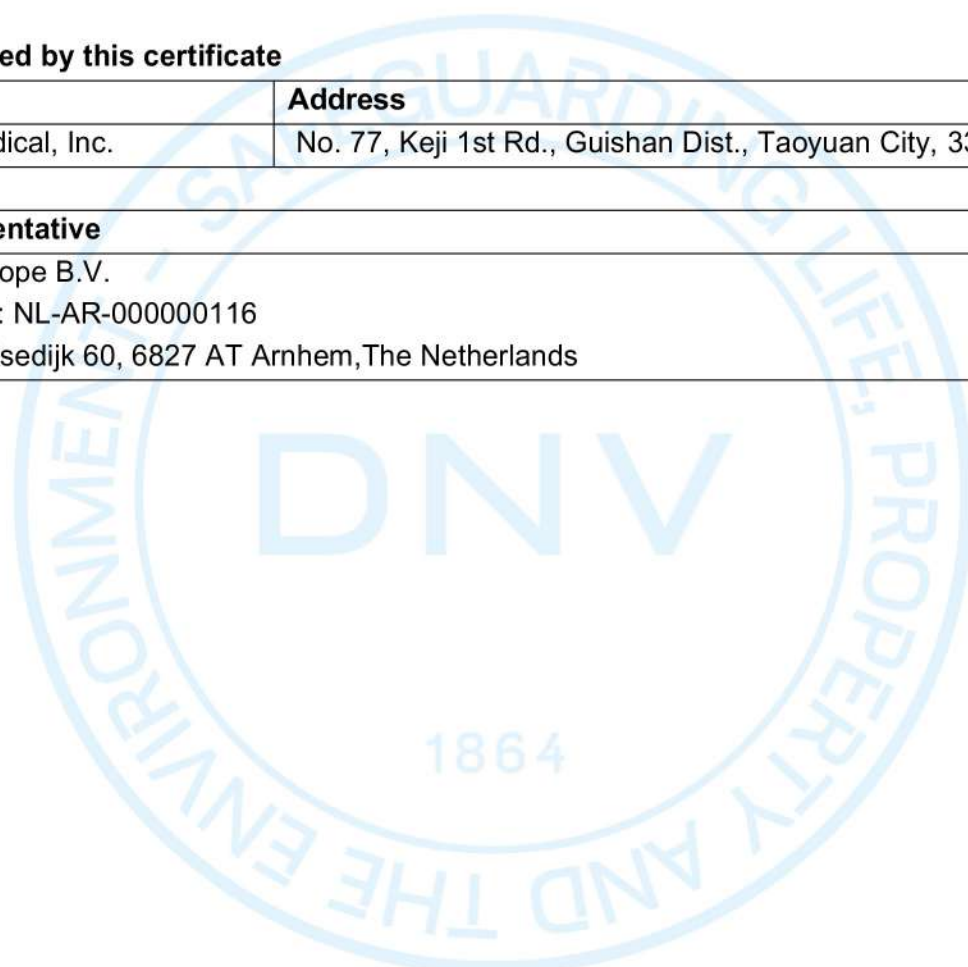 ed by this certificate
Address
dical, Inc.
No. 77, Keji 1st Rd., Guishan Dist., Taoyuan City, 33
entative
ope B.V.
: NL-AR-000000116
sedijk 60, 6827 AT Arnhem,The Netherlands
SAFEGUARDING LIFE, PROPERTY AND THE ENVIRONMENT -
DNV
1864